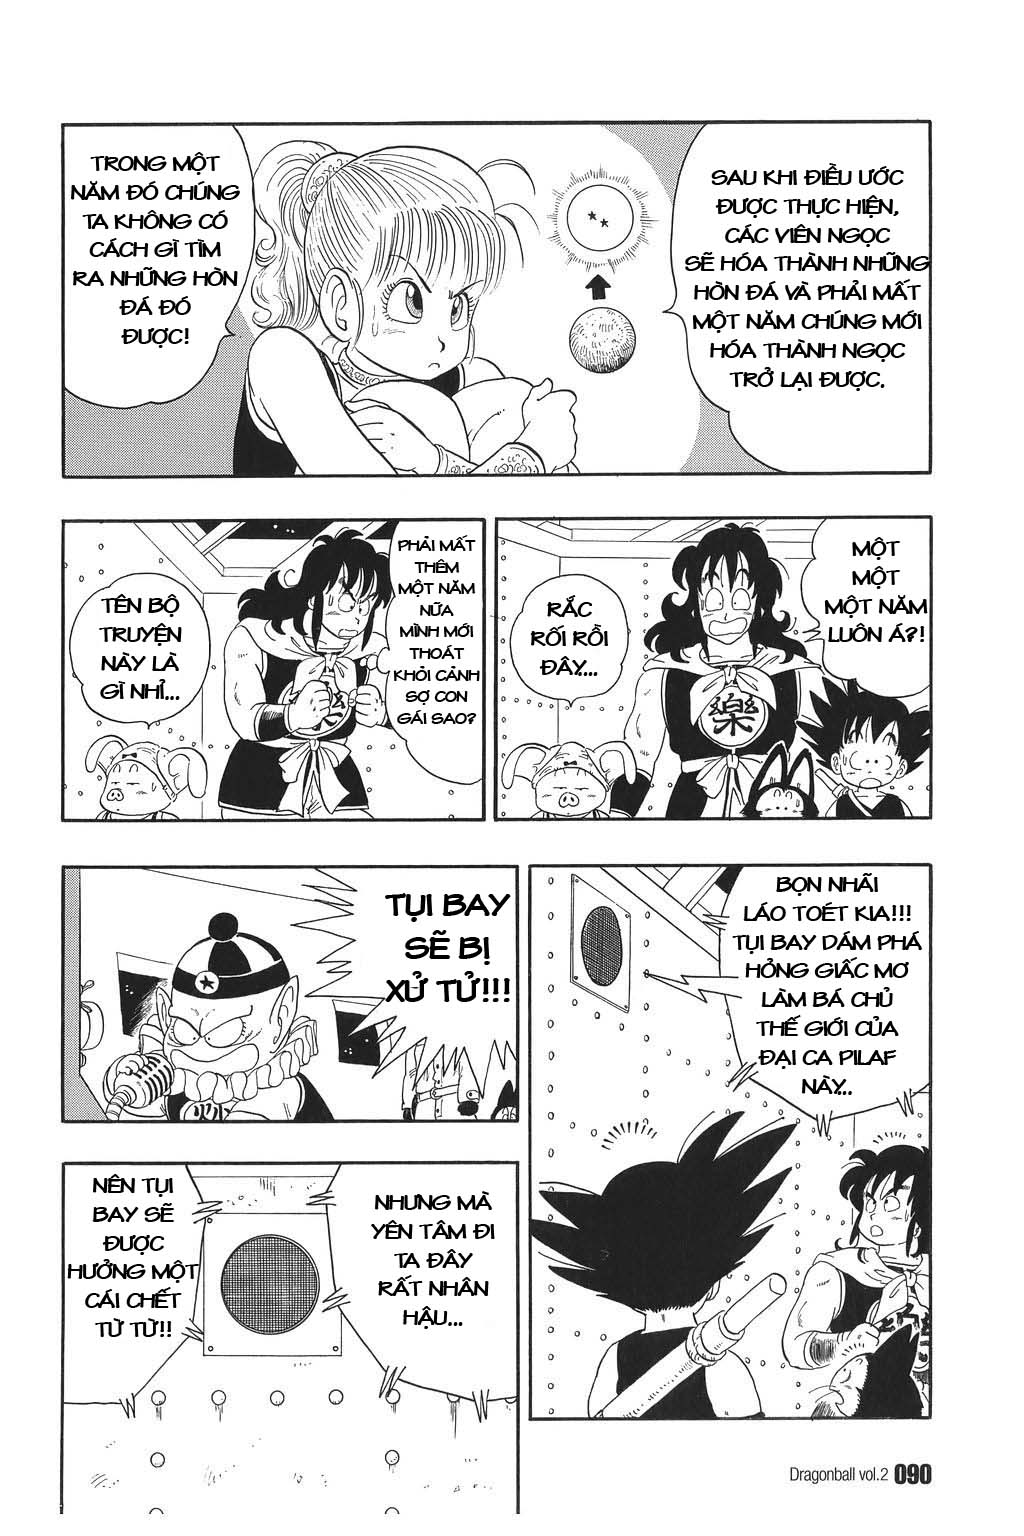 SAU KHI ĐIỀU ƯỚC
ĐƯỢC THỰC HIỆN,
CÁC VIÊN NGỌC
SẼ HÓA THÀNH NHỮNG
HÒN ĐÁ VÀ PHẢI MẤT
MỘT NĂM CHÚNG MỚI
HÓA THÀNH NGỌC
TRỞ LẠI ĐƯỢC.
TRONG MỘT
NĂM ĐÓ CHÚNG
TA KHÔNG CÓ
CÁCH GÌ TÌM
RA NHỮNG HÒN
ĐÁ ĐÓ
ĐƯỢC!
MỘT
MỘT
MỘT NĂM
LUÔN Á?!
樂
RẮC
RỐI RỒI
ĐÂY....
PHẢI MẤT
THÊM
MỘT NĂM
NỮA
MÌNH MỚI
THOÁT
KHỎI CẢNH
SỢ CON
GÁI SAO?
TÊN BỘ
TRUYỆN
NÀY LÀ
GÌ NHỈ...
BỌN NHÃI
LÁO TOÉT KIA!!!
TỤI BAY DÁM PHÁ
HỎNG GIẤC MƠ
LÀM BÁ CHỦ
THẾ GIỚI CỦA
ĐẠI CA PILAF
NÀY...
TỤI BAY
SẼ BỊ
XỬ TỬ!!!
NHƯNG MÀ
YÊN TÂM ĐI
TA ĐÂY
RẤT NHÂN
HẬU...
NÊN TỤI
BAY SẼ
ĐƯỢC
HƯỞNG MỘT
CÁI CHẾT
TỪ TỪ!!
Dragonball vol.2 090